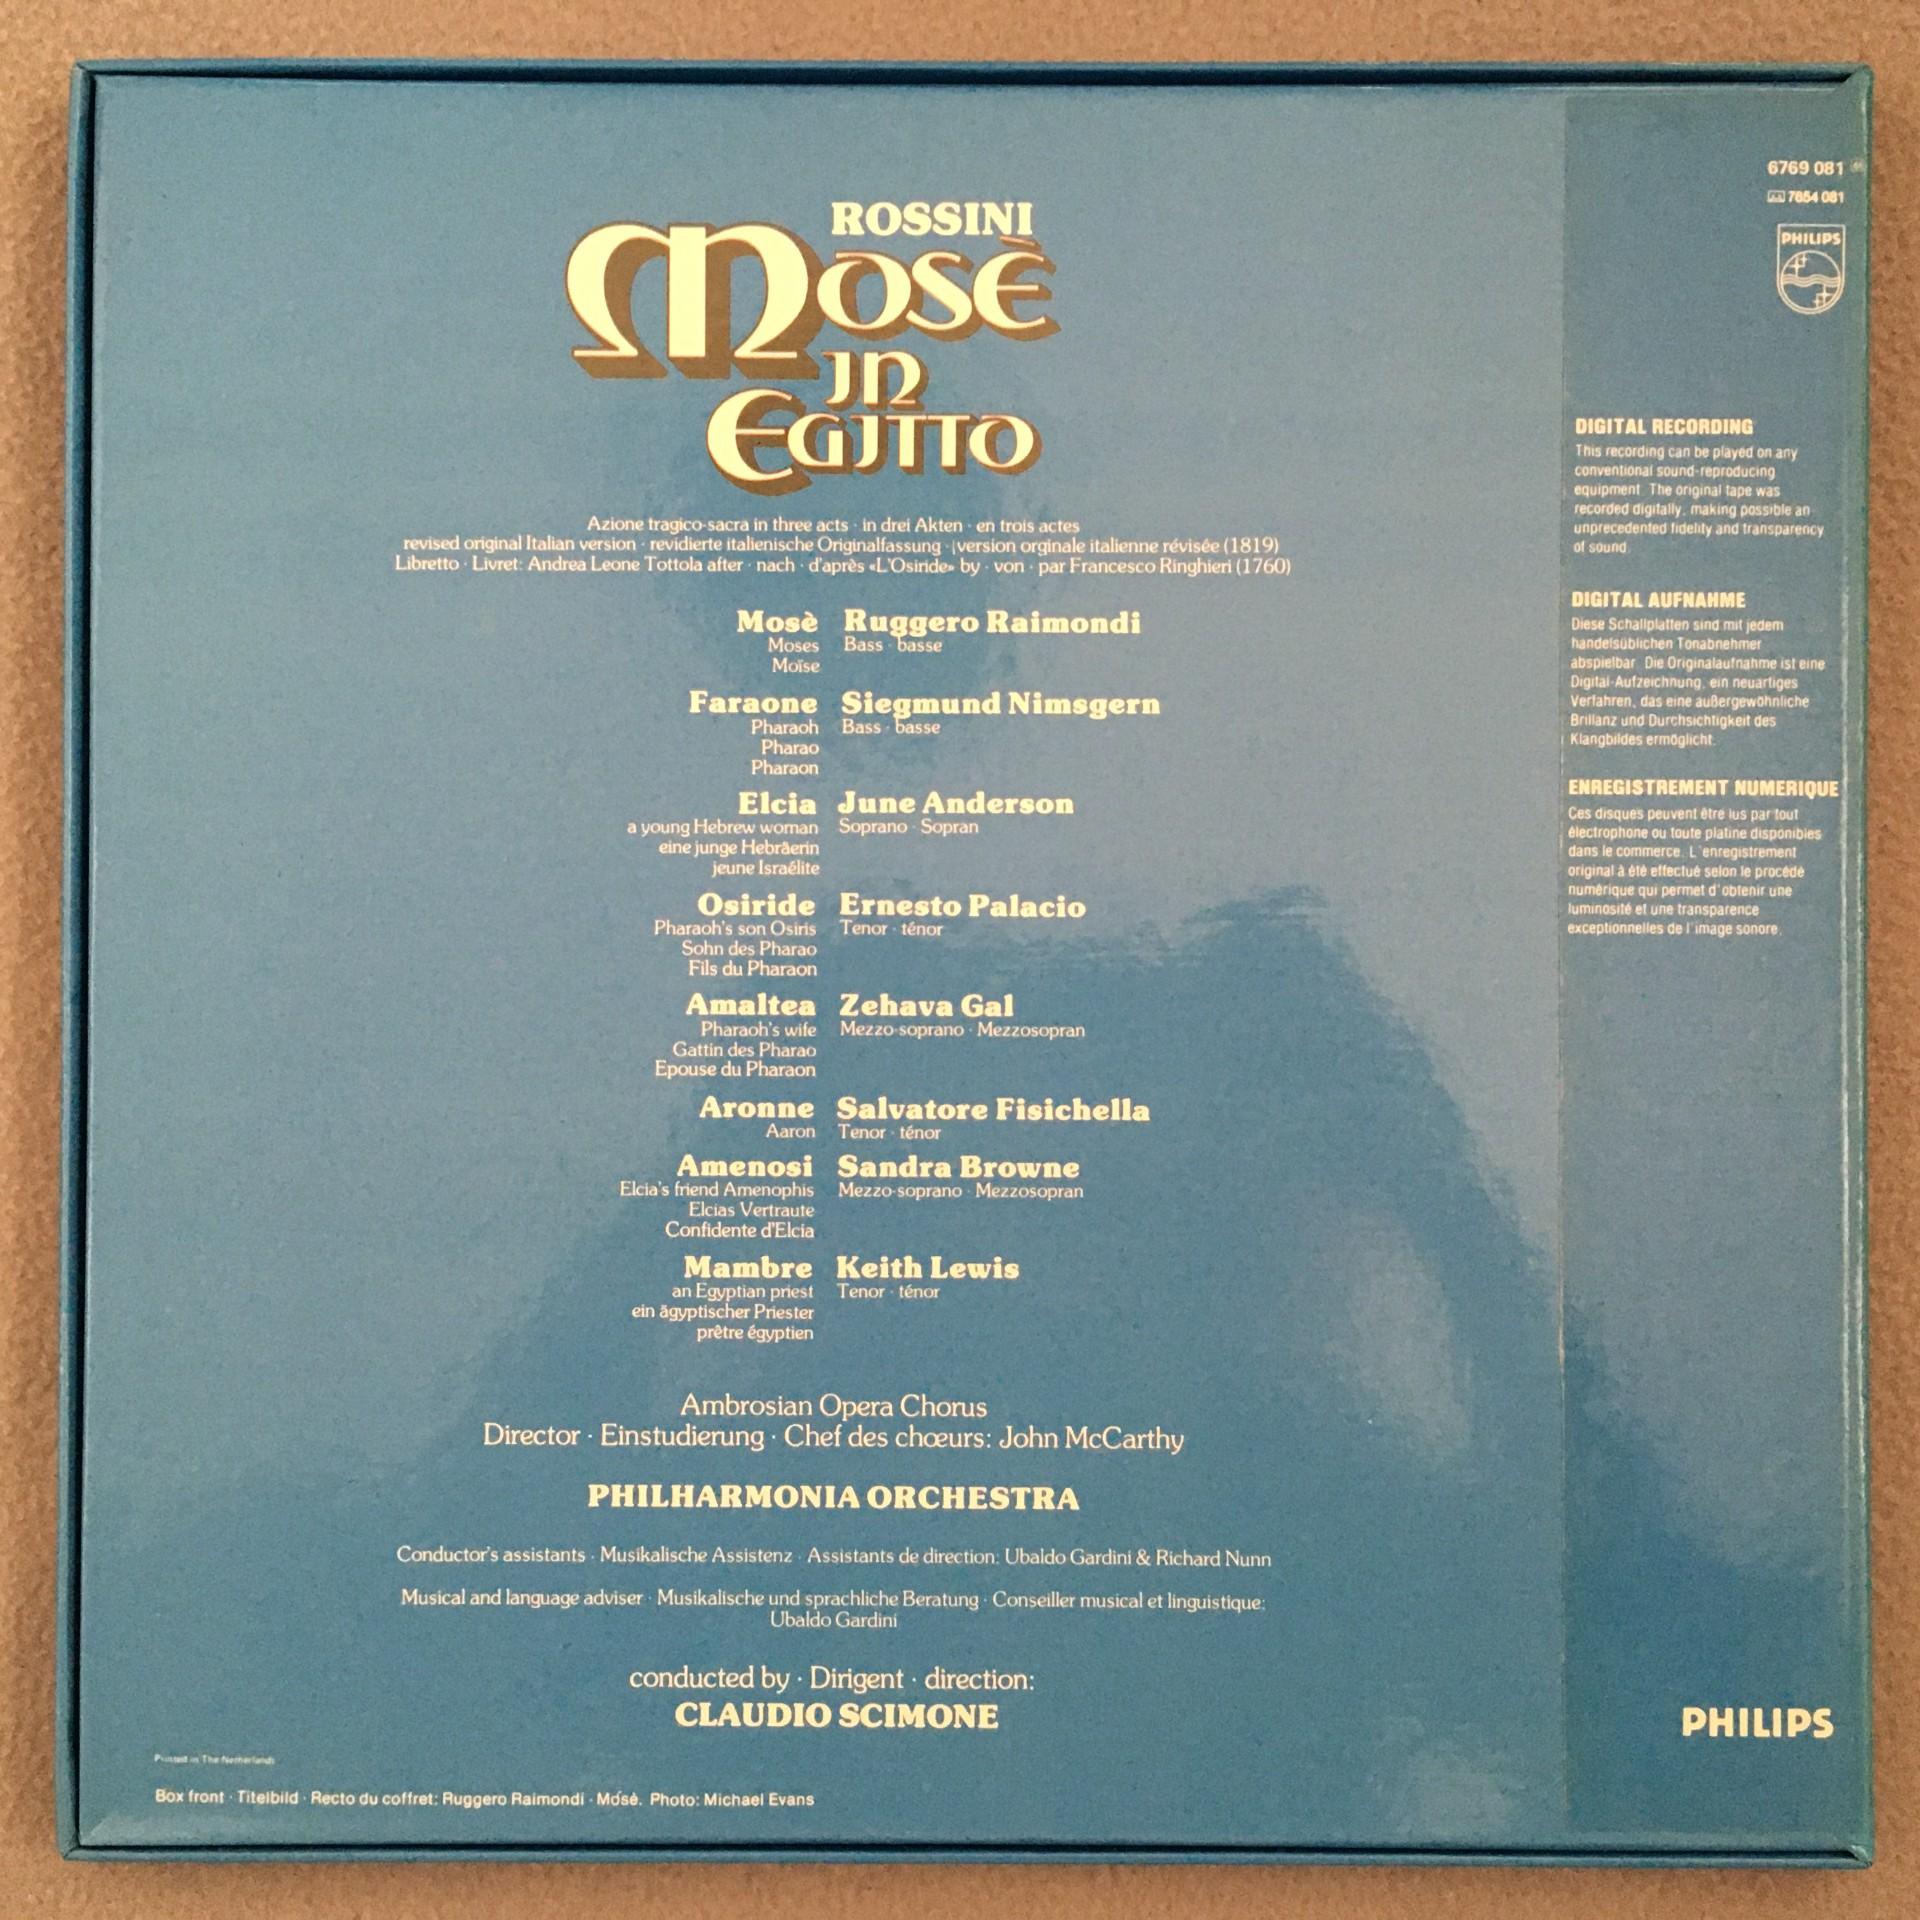 ROSSINI
Mosè
in
Egitto
Azione tragico-sacra in three acts · in drei Akten · en trois actes
revised original Italian version · revidierte italienische Originalfassung · version orginale italienne révisée (1819)
Libretto · Livret: Andrea Leone Tottola after · nach · d'après «L'Osiride» by · von · par Francesco Ringhieri (1760)
Mosè Ruggero Raimondi
Moses Bass · basse
Moïse
Faraone Siegmund Nimsgern
Pharaoh Bass · basse
Pharao
Pharaon
Elcia June Anderson
a young Hebrew woman Soprano · Sopran
eine junge Hebräerin
jeune Israélite
Osiride Ernesto Palacio
Pharaoh's son Osiris Tenor · ténor
Sohn des Pharao
Fils du Pharaon
Amaltea Zehava Gal
Pharaoh's wife Mezzo-soprano · Mezzosopran
Gattin des Pharao
Epouse du Pharaon
Aronne Salvatore Fisichella
Aaron Tenor · ténor
Amenosi Sandra Browne
Elcia's friend Amenophis Mezzo-soprano · Mezzosopran
Elcias Vertraute
Confidente d'Elcia
Mambre Keith Lewis
an Egyptian priest Tenor · ténor
ein ägyptischer Priester
prêtre égyptien
Ambrosian Opera Chorus
Director · Einstudierung · Chef des chœurs: John McCarthy
PHILHARMONIA ORCHESTRA
Conductor's assistants · Musikalische Assistenz · Assistants de direction: Ubaldo Gardini & Richard Nunn
Musical and language adviser · Musikalische und sprachliche Beratung · Conseiller musical et linguistique:
Ubaldo Gardini
conducted by · Dirigent · direction:
CLAUDIO SCIMONE
Printed in The Netherlands
Box front · Titelbild · Recto du coffret: Ruggero Raimondi · Mosè. Photo: Michael Evans
6769 081
7654 081
PHILIPS
DIGITAL RECORDING
This recording can be played on any
conventional sound-reproducing
equipment. The original tape was
recorded digitally, making possible an
unprecedented fidelity and transparency
of sound.
DIGITAL AUFNAHME
Diese Schallplatten sind mit jedem
handelsüblichen Tonabnehmer
abspielbar. Die Originalaufnahme ist eine
Digital-Aufzeichnung, ein neuartiges
Verfahren, das eine außergewöhnliche
Brillanz und Durchsichtigkeit des
Klangbildes ermöglicht.
ENREGISTREMENT NUMERIQUE
Ces disques peuvent être lus par tout
électrophone ou toute platine disponibles
dans le commerce. L'enregistrement
original à été effectué selon le procédé
numérique qui permet d'obtenir une
luminosité et une transparence
exceptionnelles de l'image sonore.
PHILIPS